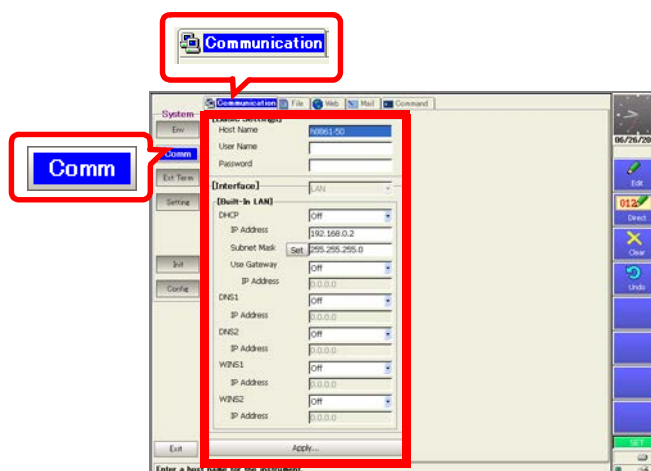 Communication
Communication File Web Mail Command
System
[Basic Settings]
Env
Host Name
User Name
Comm
Comm
Password
06/26/20
Ext Term
[Interface] LAN
Edit
Setting
[Built-In LAN]
DHCP Off
012
Direct
IP Address 192.168.0.2
Subnet Mask Set 255.255.255.0
Clear
Init
Use Gateway Off
IP Address 0.0.0.0
Undo
Config
DNS1 Off
IP Address 0.0.0.0
DNS2 Off
IP Address 0.0.0.0
WINS1 Off
IP Address 0.0.0.0
WINS2 Off
IP Address 0.0.0.0
Exit
Apply...
SET
Enter a host name for the instrument.